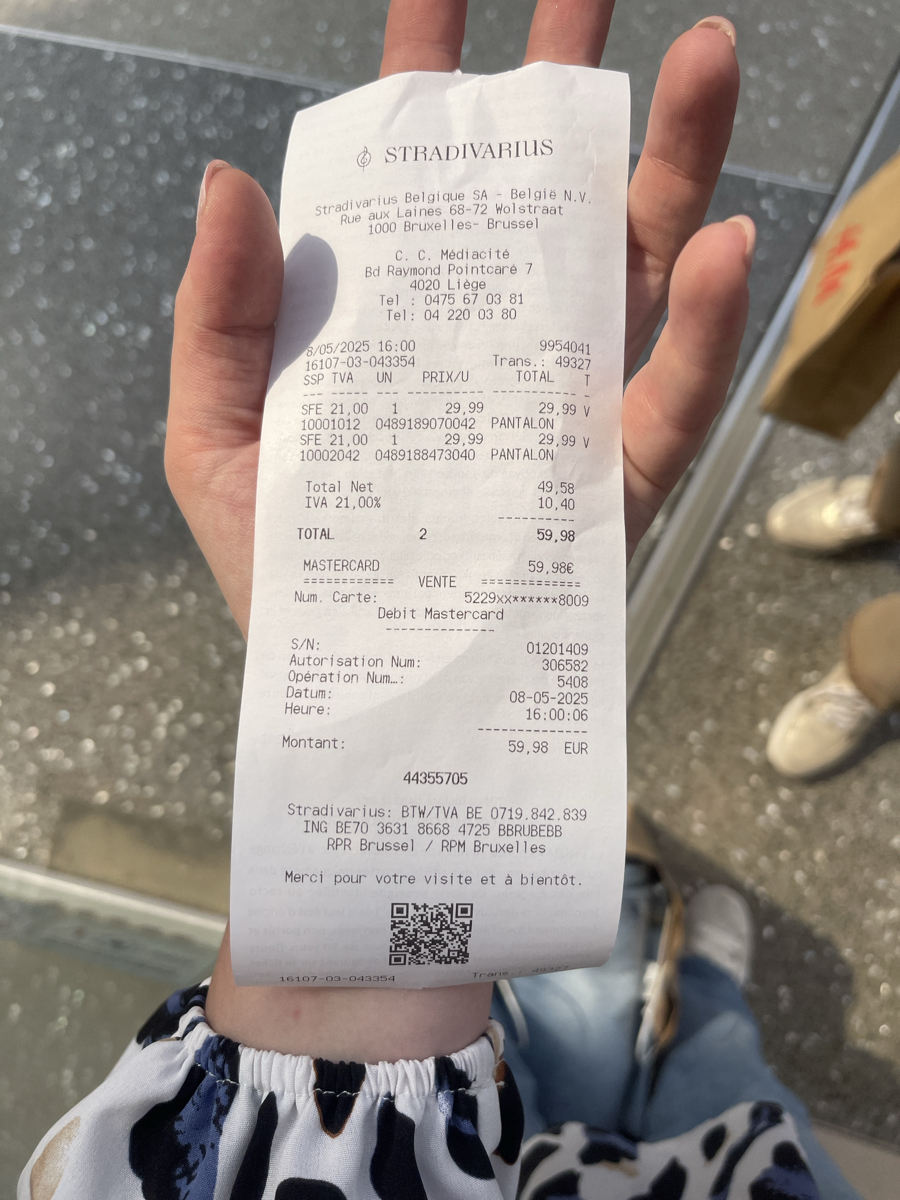 STRADIVARIUS
Stradivarius Belgique SA - België N.V.
Rue aux Laines 68-72 Wolstraat
1000 Bruxelles- Brussel
C. C. Médiacité
Bd Raymond Pointcaré 7
4020 Liège
Tel : 0475 67 03 81
Tel: 04 220 03 80
8/05/2025 16:00 9954041
16107-03-043354 Trans.: 49327
SSP TVA UN PRIX/U TOTAL T
--- --- --- --- --- -
SFE 21,00 1 29,99 29,99 V
10001012 0489189070042 PANTALON
SFE 21,00 1 29,99 29,99 V
10002042 0489188473040 PANTALON
Total Net 49,58
IVA 21,00% 10,40
----------
TOTAL 2 59,98
MASTERCARD 59,98€
============ VENTE =============
Num. Carte: 5229xx******8009
Debit Mastercard
--------------
S/N: 01201409
Autorisation Num: 306582
Opération Num…: 5408
Datum: 08-05-2025
Heure: 16:00:06
--------------
Montant: 59,98 EUR
44355705
Stradivarius: BTW/TVA BE 0719.842.839
ING BE70 3631 8668 4725 BBRUBEBB
RPR Brussel / RPM Bruxelles
Merci pour votre visite et à bientôt.
16107-03-043354 Trans.: 49327
H&M